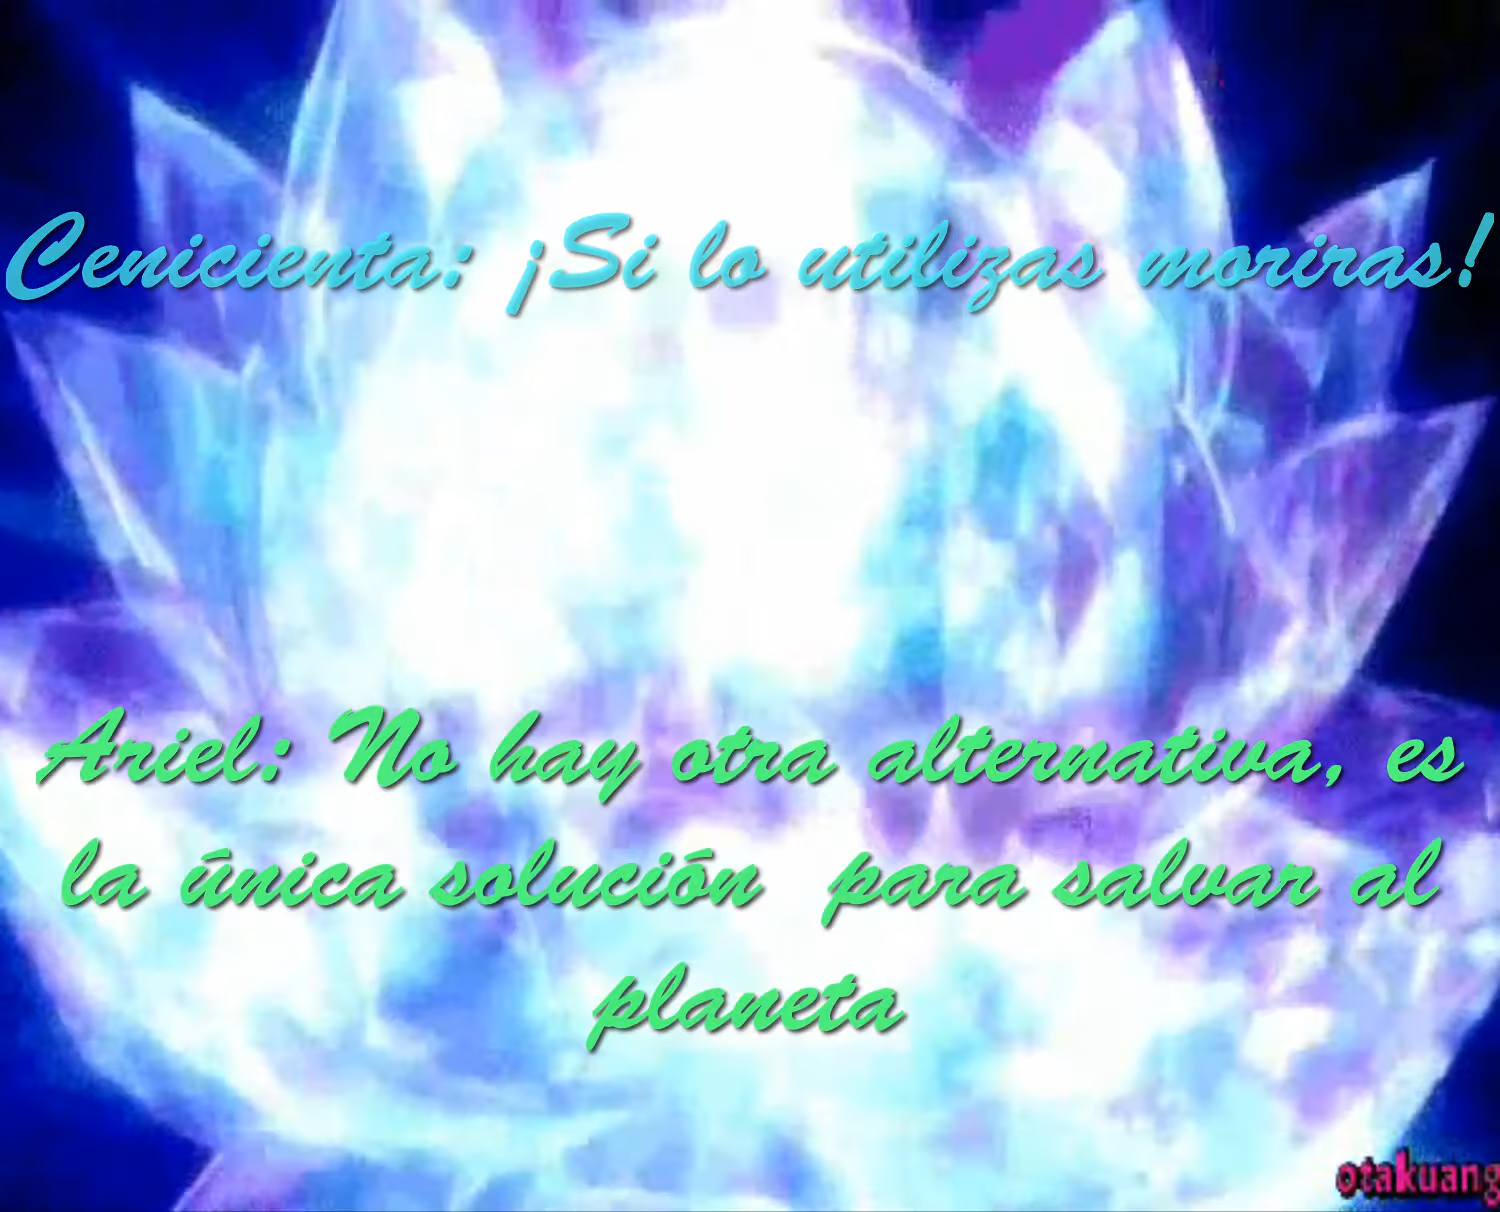 Cenicienta: ¡Si lo utilizas moriras!
Ariel: No hay otra alternativa, es
la única solución para salvar al
planeta
otakuang